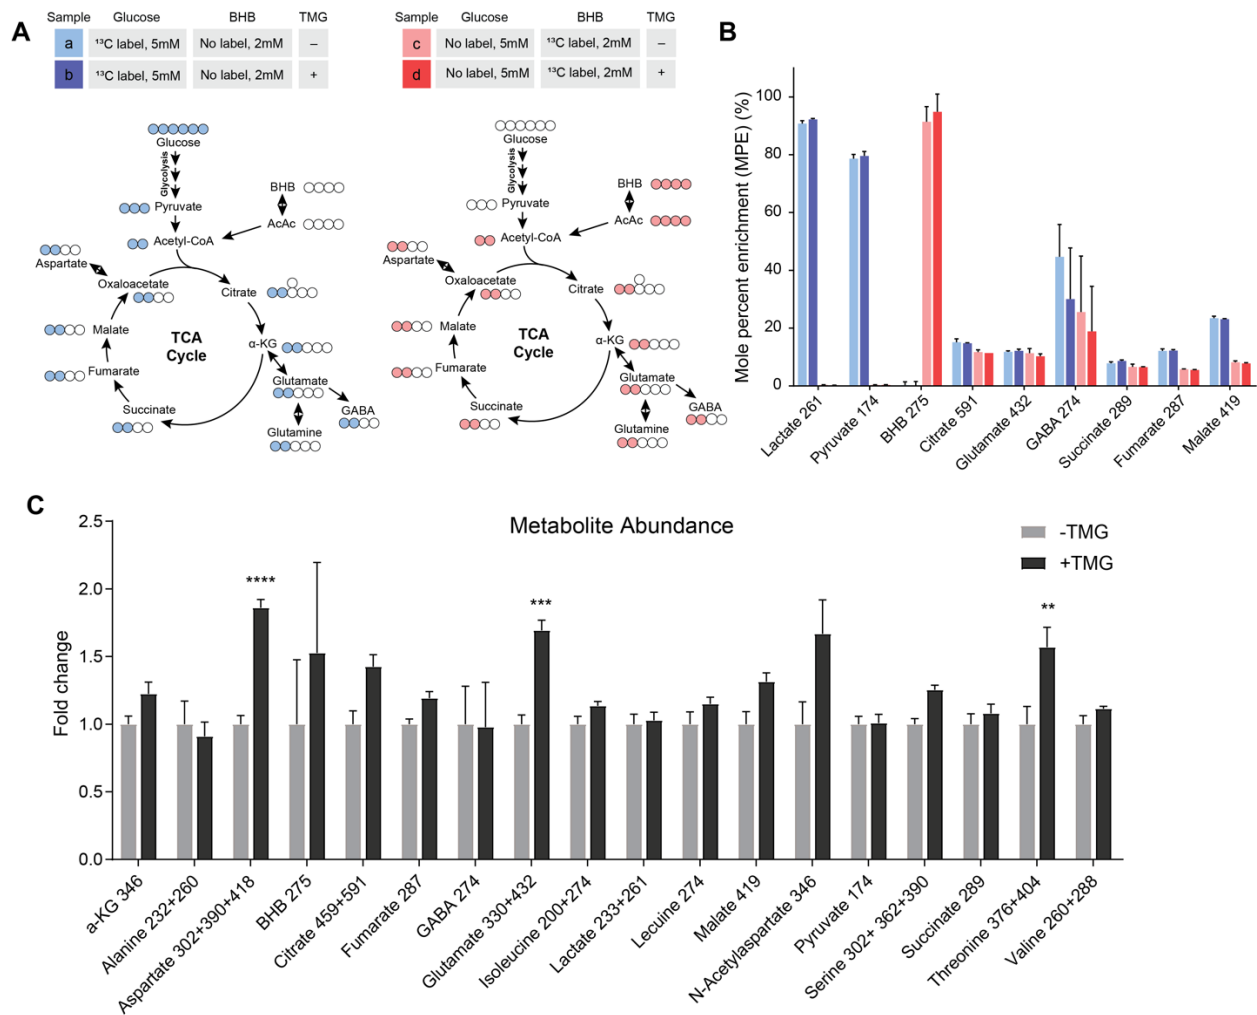 A
Sample Glucose BHB TMG
a ¹³C label, 5mM No label, 2mM –
b ¹³C label, 5mM No label, 2mM +
Glucose
Glycolysis
Pyruvate
BHB
AcAc
Acetyl-CoA
Aspartate
Oxaloacetate
Citrate
Malate
TCA
Cycle
α-KG
Fumarate
Glutamate
Succinate
GABA
Glutamine
Sample Glucose BHB TMG
c No label, 5mM ¹³C label, 2mM –
d No label, 5mM ¹³C label, 2mM +
Glucose
Glycolysis
Pyruvate
BHB
AcAc
Acetyl-CoA
Aspartate
Oxaloacetate
Citrate
Malate
TCA
Cycle
α-KG
Fumarate
Glutamate
Succinate
GABA
Glutamine
B
Mole percent enrichment (MPE) (%)
100
80
60
40
20
0
Lactate 261
Pyruvate 174
BHB 275
Citrate 591
Glutamate 432
GABA 274
Succinate 289
Fumarate 287
Malate 419
C
Metabolite Abundance
-TMG
+TMG
Fold change
2.5
2.0
1.5
1.0
0.5
0.0
****
***
**
a-KG 346
Alanine 232+260
Aspartate 302+390+418
BHB 275
Citrate 459+591
Fumarate 287
GABA 274
Glutamate 330+432
Isoleucine 200+274
Lactate 233+261
Lecuine 274
Malate 419
N-Acetylaspartate 346
Pyruvate 174
Serine 302+ 362+390
Succinate 289
Threonine 376+404
Valine 260+288